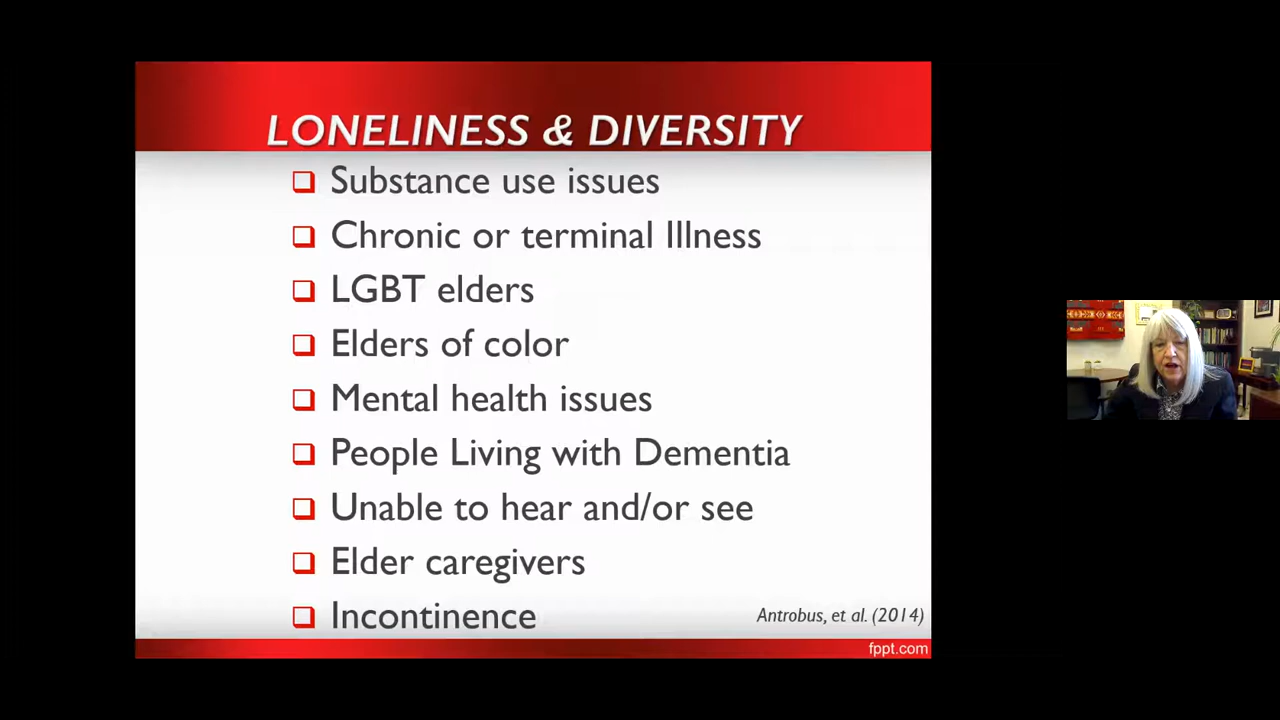 LONELINESS & DIVERSITY
Substance use issues
Chronic or terminal Illness
LGBT elders
Elders of color
Mental health issues
People Living with Dementia
Unable to hear and/or see
Elder caregivers
Incontinence
Antrobus, et al. (2014)
fppt.com